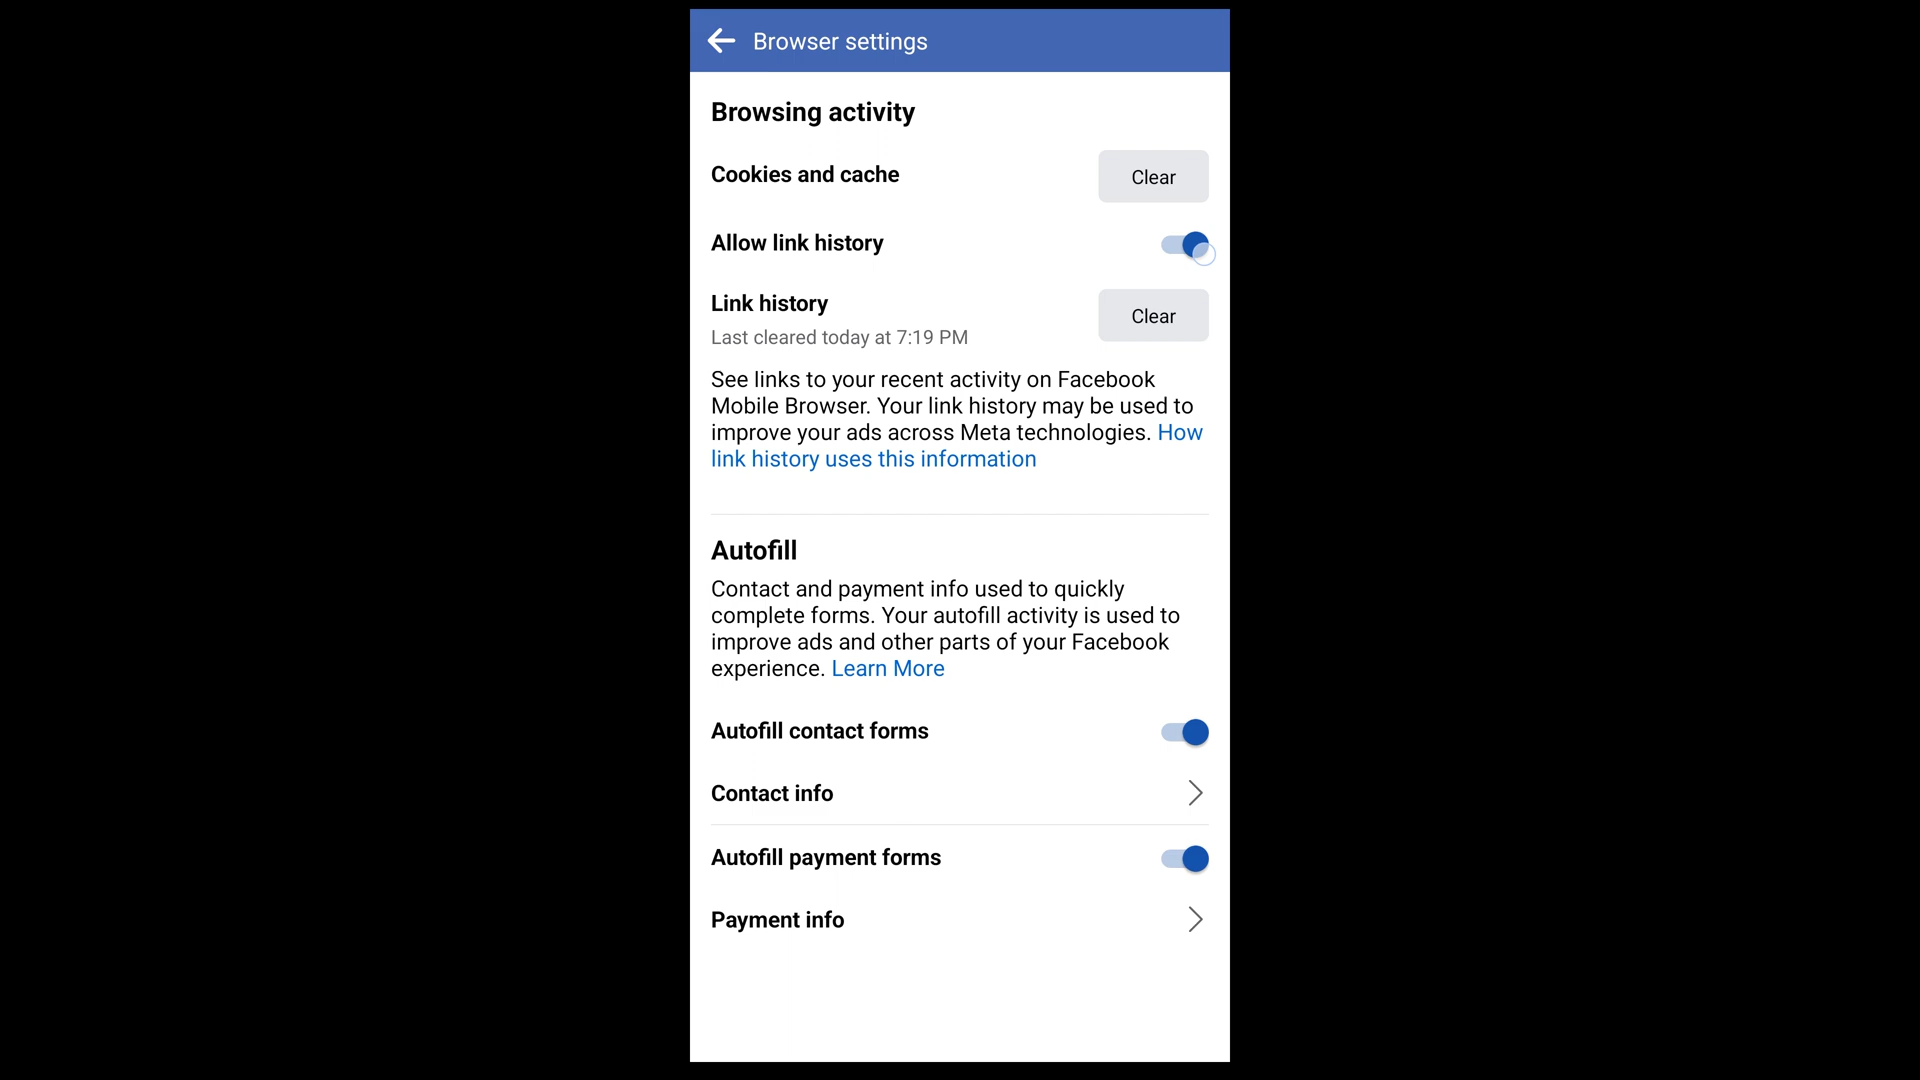 Browser settings
Browsing activity
Cookies and cache
Clear
Allow link history
Link history
Clear
Last cleared today at 7:19 PM
See links to your recent activity on Facebook
Mobile Browser. Your link history may be used to
improve your ads across Meta technologies. How
link history uses this information
Autofill
Contact and payment info used to quickly
complete forms. Your autofill activity is used to
improve ads and other parts of your Facebook
experience. Learn More
Autofill contact forms
Contact info
Autofill payment forms
Payment info